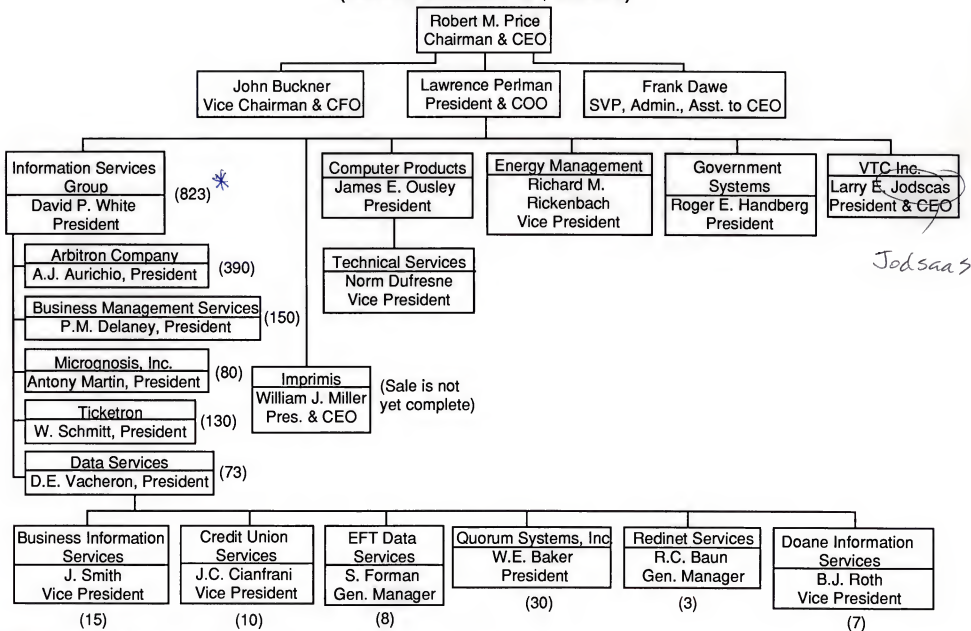 Robert M. Price
Chairman & CEO
John Buckner
Vice Chairman & CFO
Lawrence Perlman
President & COO
Frank Dawe
SVP, Admin., Asst. to CEO
Information Services
Group
David P. White
President
(823) *
Computer Products
James E. Ousley
President
Technical Services
Norm Dufresne
Vice President
Energy Management
Richard M.
Rickenbach
Vice President
Government
Systems
Roger E. Handberg
President
VTC Inc.
Larry E. Jodscas
President & CEO
Jodsaas
Arbitron Company
A.J. Aurichio, President
(390)
Business Management Services
P.M. Delaney, President
(150)
Micrognosis, Inc.
Antony Martin, President
(80)
Ticketron
W. Schmitt, President
(130)
Data Services
D.E. Vacheron, President
(73)
Imprimis
William J. Miller
Pres. & CEO
(Sale is not
yet complete)
Business Information
Services
J. Smith
Vice President
(15)
Credit Union
Services
J.C. Cianfrani
Vice President
(10)
EFT Data
Services
S. Forman
Gen. Manager
(8)
Quorum Systems, Inc
W.E. Baker
President
(30)
Redinet Services
R.C. Baun
Gen. Manager
(3)
Doane Information
Services
B.J. Roth
Vice President
(7)